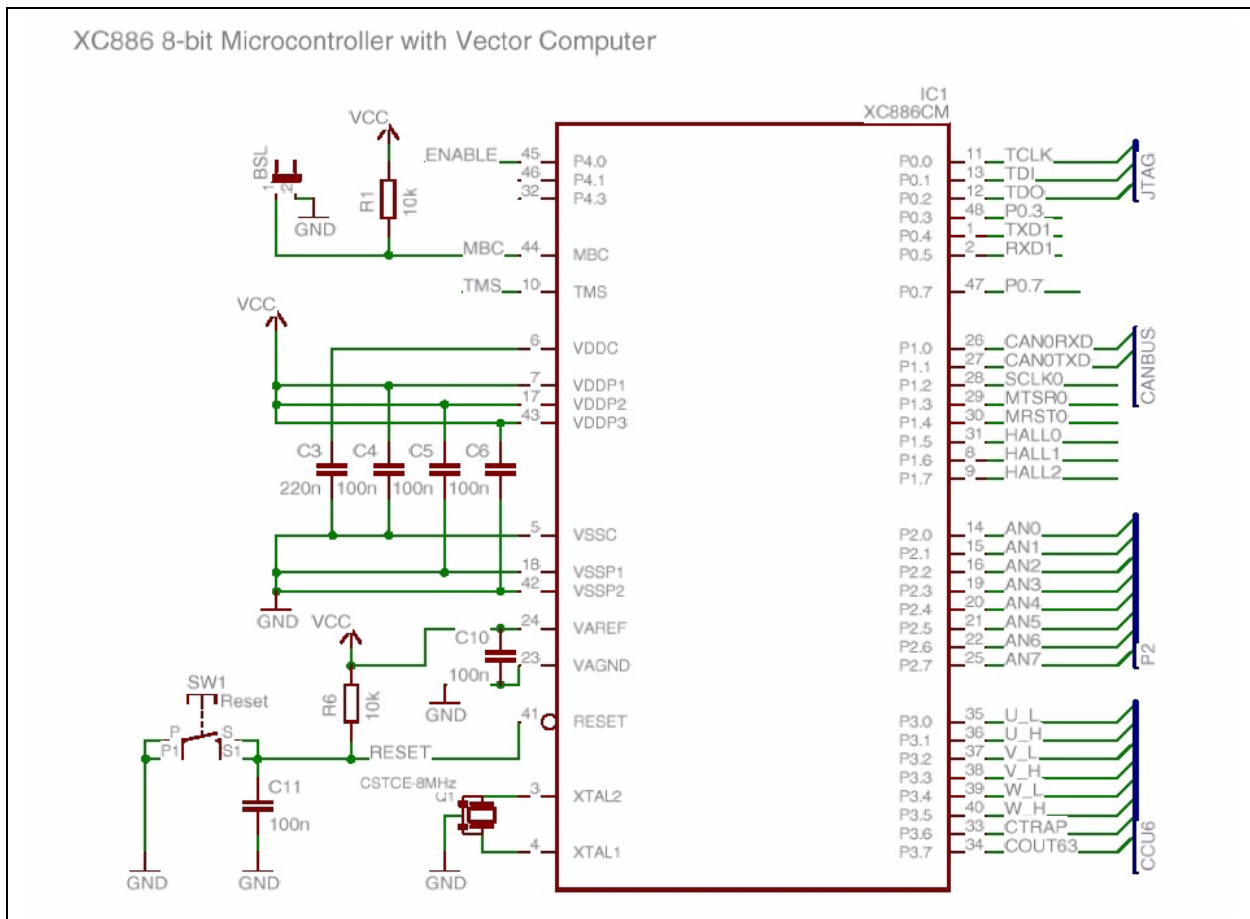 XC886 8-bit Microcontroller with Vector Computer
IC1
XC886CM
VCC
BSL
1
2
GND
R1
10k
ENABLE 45 P4.0
46 P4.1
32 P4.3
MBC 44 MBC
TMS 10 TMS
VCC
6 VDDC
7 VDDP1
17 VDDP2
43 VDDP3
C3 C4 C5 C6
220n 100n 100n 100n
5 VSSC
18 VSSP1
42 VSSP2
GND
VCC
24 VAREF
C10
100n
23 VAGND
GND
R6
10k
SW1
Reset
P S
P1 S1
41 RESET
RESET
C11
100n
CSTCE-8MHz
Q1
3 XTAL2
4 XTAL1
GND GND GND
P0.0 11 TCLK
P0.1 13 TDI
P0.2 12 TDO
P0.3 48 P0.3
P0.4 1 TXD1
P0.5 2 RXD1
P0.7 47 P0.7
JTAG
P1.0 26 CAN0RXD
P1.1 27 CAN0TXD
P1.2 28 SCLK0
P1.3 29 MTSR0
P1.4 30 MRST0
P1.5 31 HALL0
P1.6 8 HALL1
P1.7 9 HALL2
CANBUS
P2.0 14 AN0
P2.1 15 AN1
P2.2 16 AN2
P2.3 19 AN3
P2.4 20 AN4
P2.5 21 AN5
P2.6 22 AN6
P2.7 25 AN7
P2
P3.0 35 U_L
P3.1 36 U_H
P3.2 37 V_L
P3.3 38 V_H
P3.4 39 W_L
P3.5 40 W_H
P3.6 33 CTRAP
P3.7 34 COUT63
CCU6